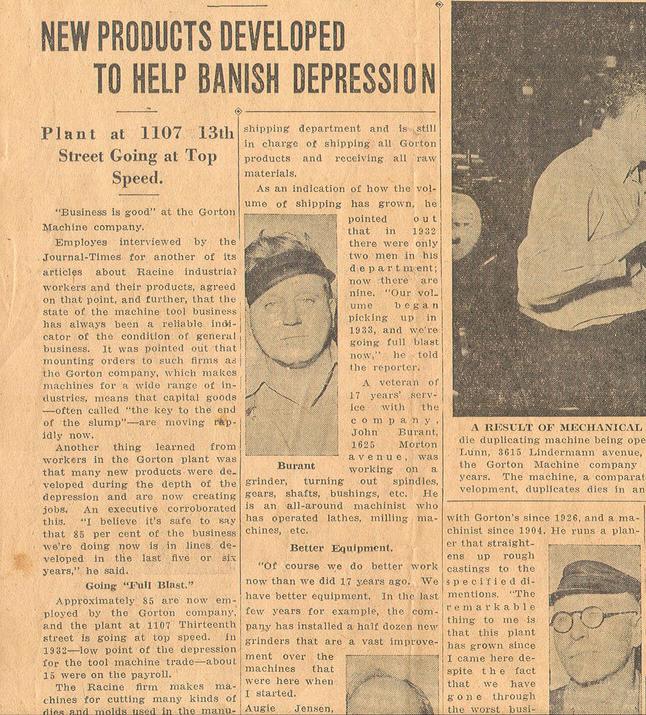 NEW PRODUCTS DEVELOPED
TO HELP BANISH DEPRESSION
Plant at 1107 13th
Street Going at Top
Speed.
"Business is good" at the Gorton
Machine company.
Employes interviewed by the
Journal-Times for another of its
articles about Racine industrial
workers and their products, agreed
on that point, and further, that the
state of the machine tool business
has always been a reliable indi-
cator of the condition of general
business. It was pointed out that
mounting orders to such firms as
the Gorton company, which makes
machines for a wide range of in-
dustries, means that capital goods
—often called "the key to the end
of the slump"—are moving rap-
idly now.
Another thing learned from
workers in the Gorton plant was
that many new products were de-
veloped during the depth of the
depression and are now creating
jobs. An executive corroborated
this. "I believe it's safe to say
that 85 per cent of the business
we're doing now is in lines de-
veloped in the last five or six
years," he said.
Going "Full Blast."
Approximately 85 are now em-
ployed by the Gorton company,
and the plant at 1107 Thirteenth
street is going at top speed. In
1932—low point of the depression
for the tool machine trade—about
15 were on the payroll.
The Racine firm makes ma-
chines for cutting many kinds of
dies and molds used in the manu-
shipping department and is still
in charge of shipping all Gorton
products and receiving all raw
materials.
As an indication of how the vol-
ume of shipping has grown, he
pointed out
that in 1932
there were only
two men in his
department;
now there are
nine. "Our vol-
ume began
picking up in
1933, and we're
going full blast
now," he told
the reporter.
A veteran of
17 years' serv-
ice with the
company,
John Burant,
1625 Morton
avenue, was
working on a
Burant
grinder, turning out spindles,
gears, shafts, bushings, etc. He
is an all-around machinist who
has operated lathes, milling ma-
chines, etc.
Better Equipment.
"Of course we do better work
now than we did 17 years ago. We
have better equipment. In the last
few years for example, the com-
pany has installed a half dozen new
grinders that are a vast improve-
ment over the
machines that
were here when
I started.
Augie Jensen,
A RESULT OF MECHANICAL
die duplicating machine being ope
Lunn, 3615 Lindermann avenue,
the Gorton Machine company
years. The machine, a comparat
velopment, duplicates dies in an
with Gorton's since 1926, and a ma-
chinist since 1904. He runs a plan-
er that straight-
ens up rough
castings to the
specified di-
mentions. "The
remarkable
thing to me is
that this plant
has grown since
I came here de-
spite the fact
that we have
gone through
the worst busi-